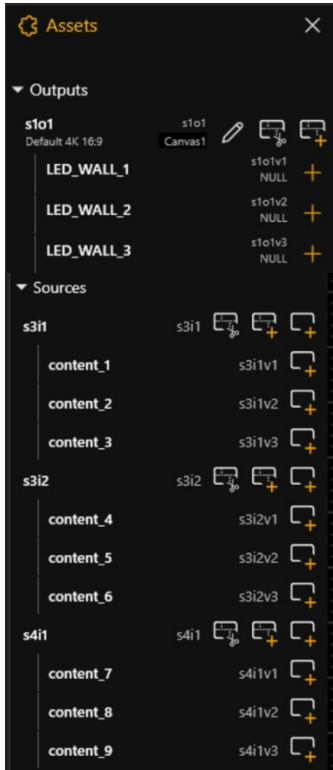 Assets
Outputs
s1o1 s1o1
Default 4K 16:9 Canvas1
LED_WALL_1 s1o1v1
NULL
LED_WALL_2 s1o1v2
NULL
LED_WALL_3 s1o1v3
NULL
Sources
s3i1 s3i1
content_1 s3i1v1
content_2 s3i1v2
content_3 s3i1v3
s3i2 s3i2
content_4 s3i2v1
content_5 s3i2v2
content_6 s3i2v3
s4i1 s4i1
content_7 s4i1v1
content_8 s4i1v2
content_9 s4i1v3